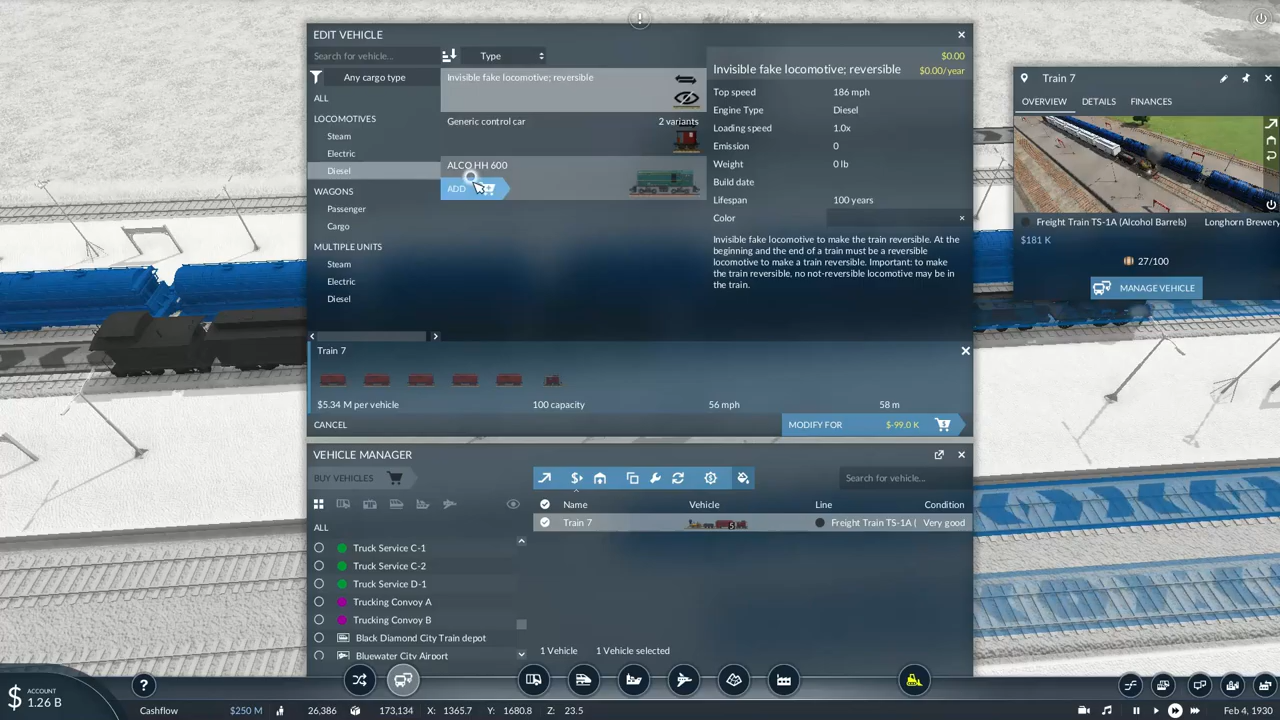 EDIT VEHICLE
Search for vehicle...
Type
Any cargo type
ALL
LOCOMOTIVES
Steam
Electric
Diesel
WAGONS
Passenger
Cargo
MULTIPLE UNITS
Steam
Electric
Diesel
Invisible fake locomotive; reversible
Generic control car
2 variants
ALCO HH 600
ADD
$0.00
Invisible fake locomotive; reversible
$0.00/year
Top speed 186 mph
Engine Type Diesel
Loading speed 1.0x
Emission 0
Weight 0 lb
Build date
Lifespan 100 years
Color
Invisible fake locomotive to make the train reversible. At the
beginning and the end of a train must be a reversible
locomotive to make a train reversible. Important: to make
the train reversible, no not-reversible locomotive may be in
the train.
Train 7
$5.34 M per vehicle 100 capacity 56 mph 58 m
CANCEL
MODIFY FOR $-99.0 K
Train 7
OVERVIEW DETAILS FINANCES
Freight Train TS-1A (Alcohol Barrels) Longhorn Brewery
$181 K
27/100
MANAGE VEHICLE
VEHICLE MANAGER
BUY VEHICLES
Search for vehicle...
ALL
Truck Service C-1
Truck Service C-2
Truck Service D-1
Trucking Convoy A
Trucking Convoy B
Black Diamond City Train depot
Bluewater City Airport
Name Vehicle Line Condition
Train 7 5 Freight Train TS-1A ( Very good
1 Vehicle 1 Vehicle selected
$ ACCOUNT
1.26 B
?
Cashflow $250 M 26,386 173,134 X: 1365.7 Y: 1680.8 Z: 23.5
Feb 4, 1930